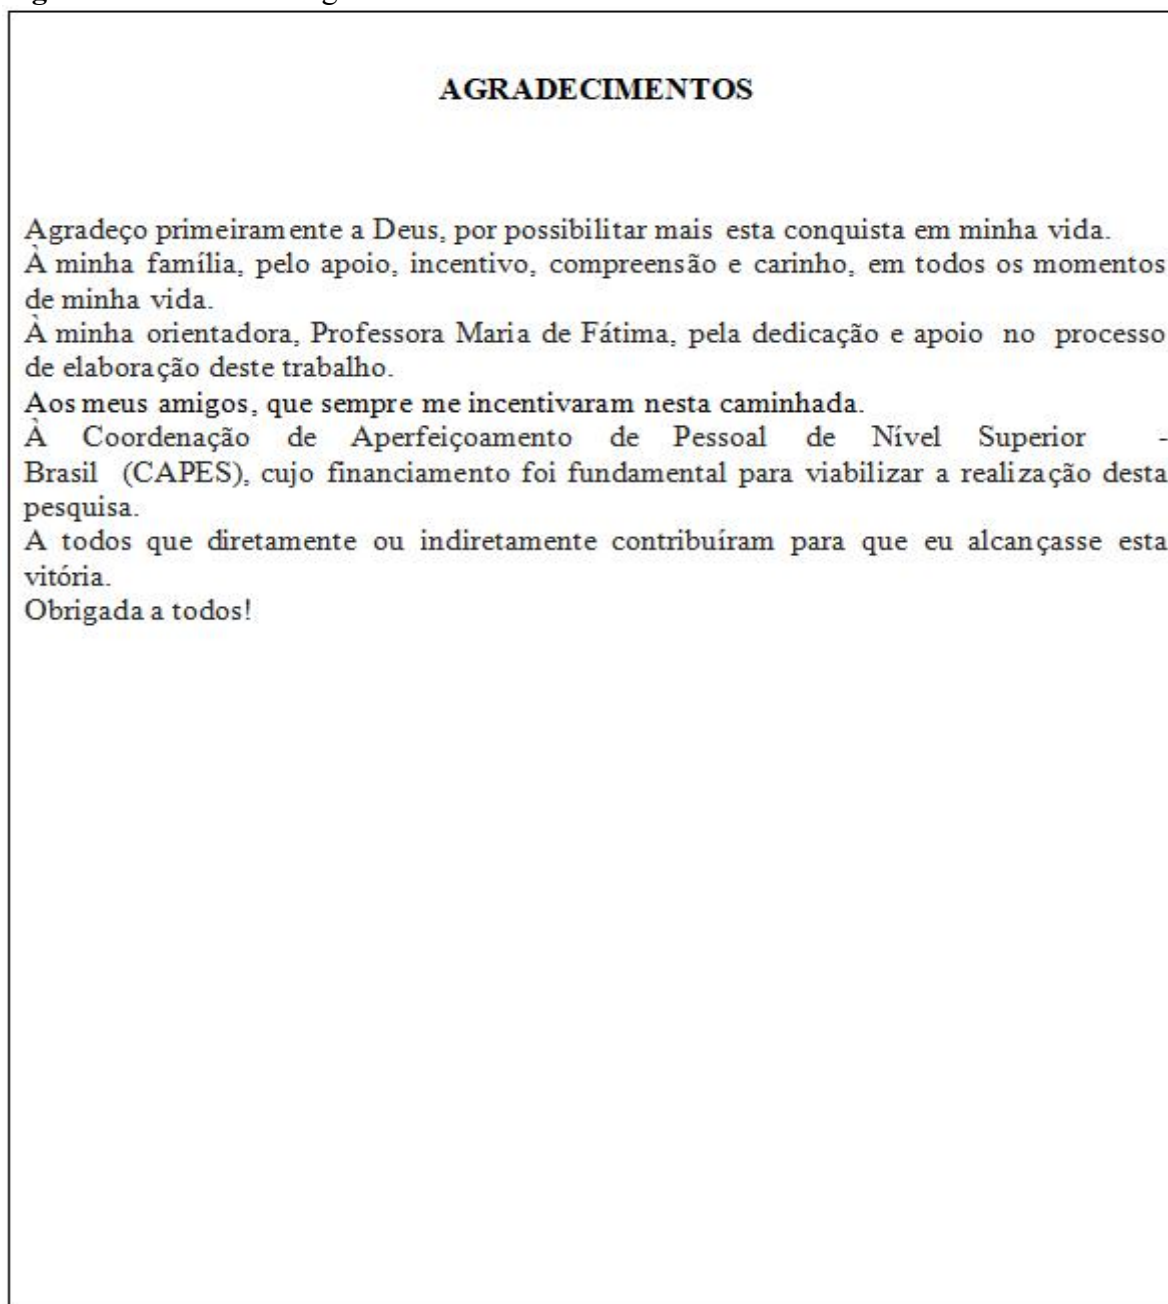 AGRADECIMENTOS
Agradeço primeiramente a Deus, por possibilitar mais esta conquista em minha vida.
À minha família, pelo apoio, incentivo, compreensão e carinho, em todos os momentos
de minha vida.
À minha orientadora, Professora Maria de Fátima, pela dedicação e apoio no processo
de elaboração deste trabalho.
Aos meus amigos, que sempre me incentivaram nesta caminhada.
À Coordenação de Aperfeiçoamento de Pessoal de Nível Superior -
Brasil (CAPES), cujo financiamento foi fundamental para viabilizar a realização desta
pesquisa.
A todos que diretamente ou indiretamente contribuíram para que eu alcançasse esta
vitória.
Obrigada a todos!